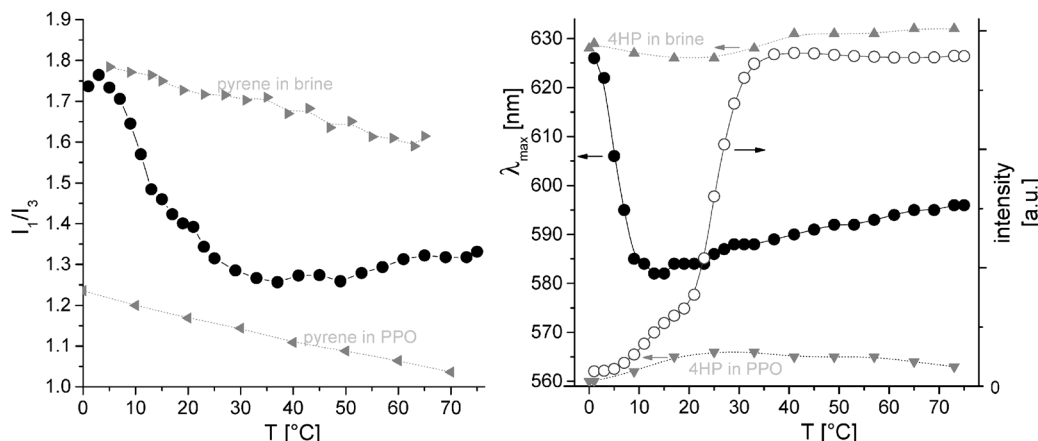 1.9
1.8
1.7
1.6
1.5
1.4
1.3
1.2
1.1
1.0
I₁/I₃
pyrene in brine
pyrene in PPO
0 10 20 30 40 50 60 70
T [°C]
630
620
610
600
590
580
570
560
λmax [nm]
4HP in brine
4HP in PPO
0 10 20 30 40 50 60 70
T [°C]
0
intensity
[a.u.]